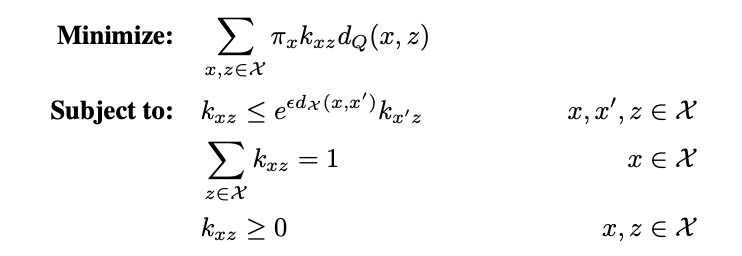 Minimize: ∑_{x,z∈𝒳} π_x k_{xz} d_Q(x, z)
Subject to: k_{xz} ≤ e^{ϵd_𝒳(x,x′)} k_{x′z} x, x′, z ∈ 𝒳
∑_{z∈𝒳} k_{xz} = 1 x ∈ 𝒳
k_{xz} ≥ 0 x, z ∈ 𝒳